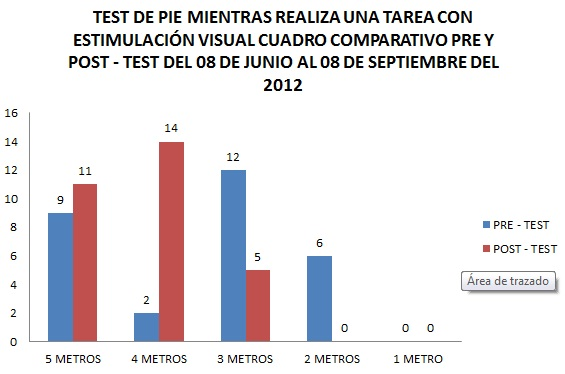 TEST DE PIE MIENTRAS REALIZA UNA TAREA CON
ESTIMULACIÓN VISUAL CUADRO COMPARATIVO PRE Y
POST - TEST DEL 08 DE JUNIO AL 08 DE SEPTIEMBRE DEL
2012
16
14
12
10
8
6
4
2
0
9
11
2
14
12
5
6
0
0
0
5 METROS
4 METROS
3 METROS
2 METROS
1 METRO
PRE - TEST
POST - TEST
Área de trazado